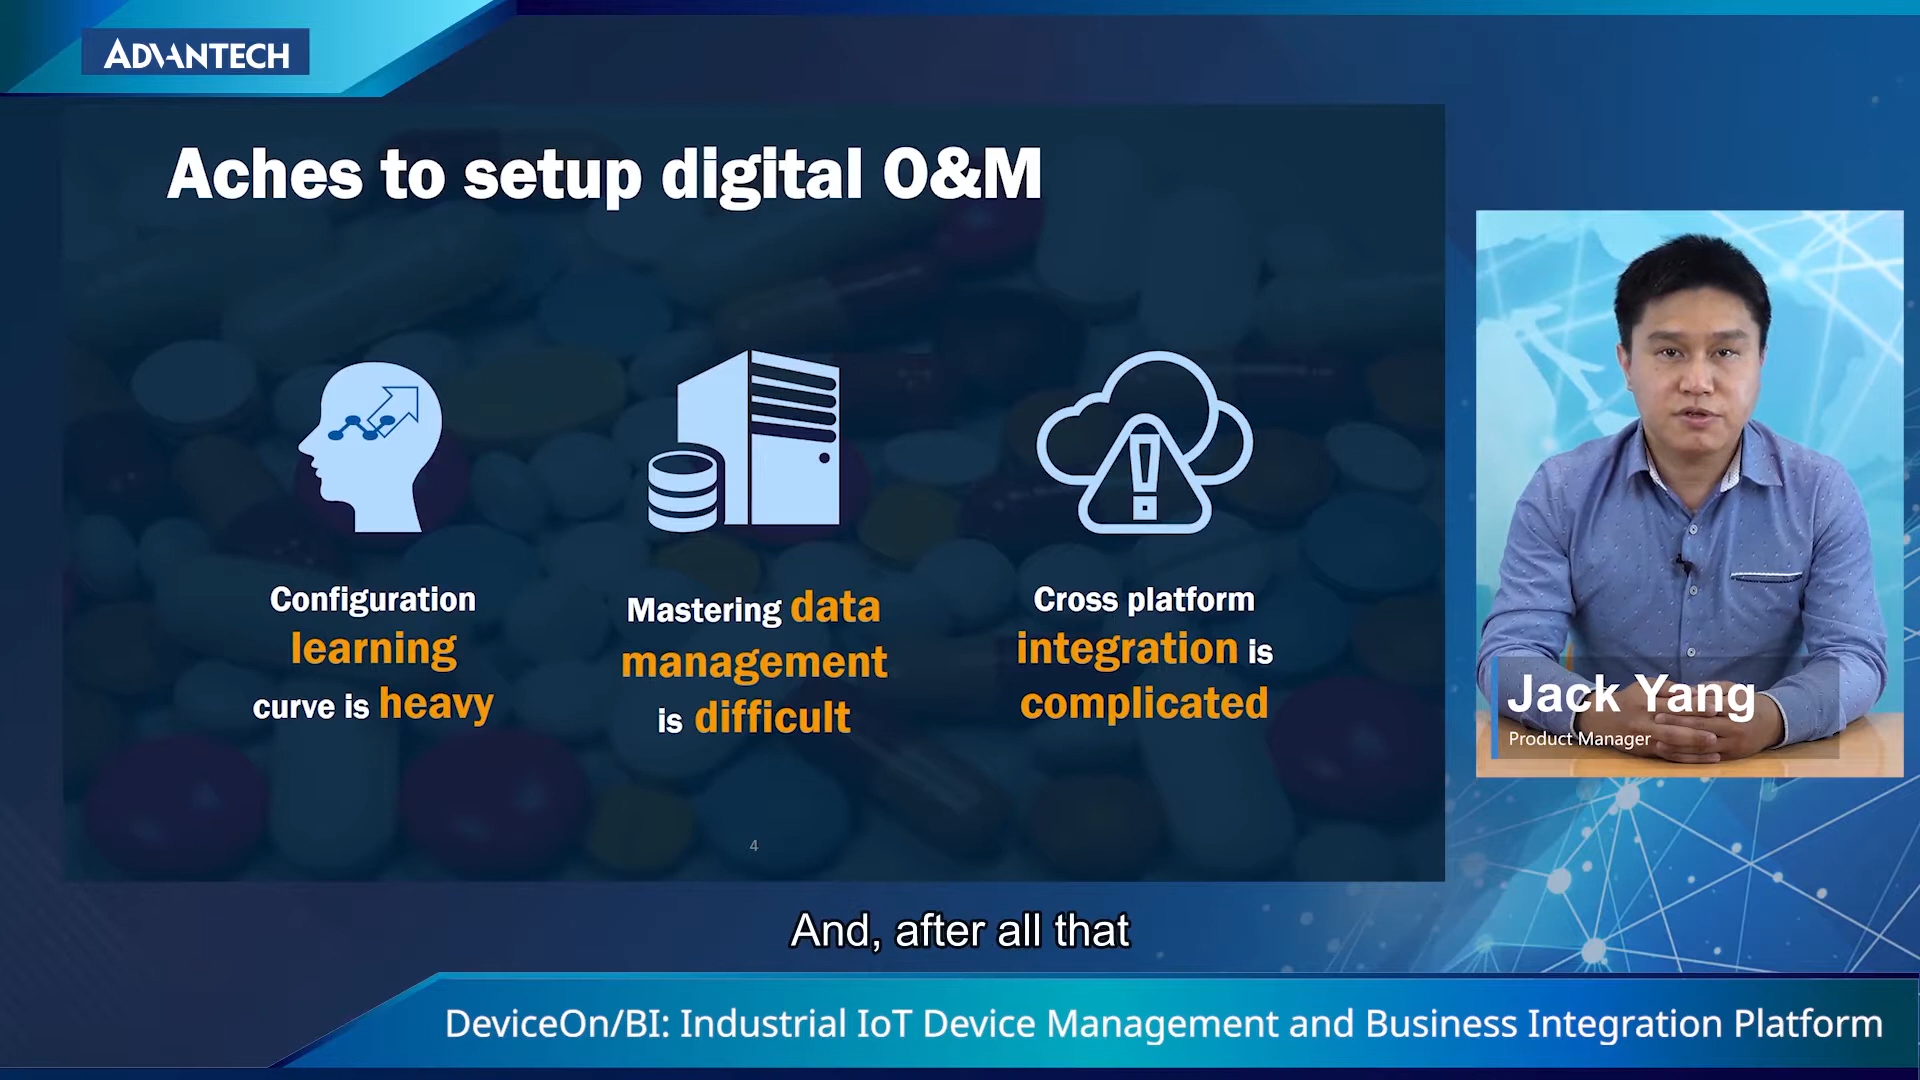 ADVANTECH
Aches to setup digital O&M
Configuration
learning
curve is heavy
Mastering data
management
is difficult
Cross platform
integration is
complicated
4
Jack Yang
Product Manager
And, after all that
DeviceOn/BI: Industrial IoT Device Management and Business Integration Platform